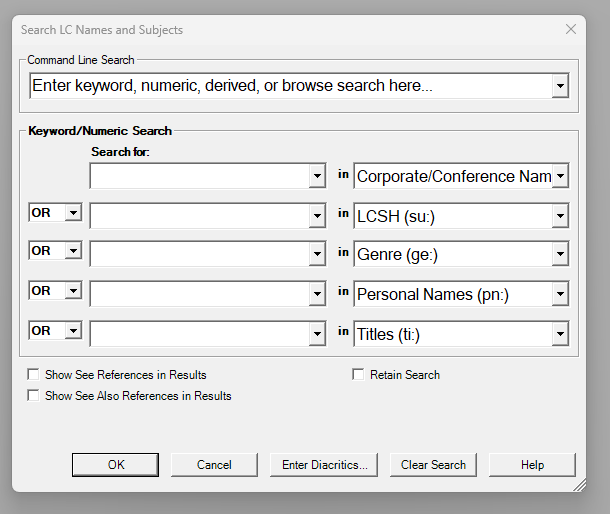 Search LC Names and Subjects
Command Line Search
Enter keyword, numeric, derived, or browse search here...
Keyword/Numeric Search
Search for:
in Corporate/Conference Nam
OR in LCSH (su:)
OR in Genre (ge:)
OR in Personal Names (pn:)
OR in Titles (ti:)
Show See References in Results Retain Search
Show See Also References in Results
OK Cancel Enter Diacritics... Clear Search Help